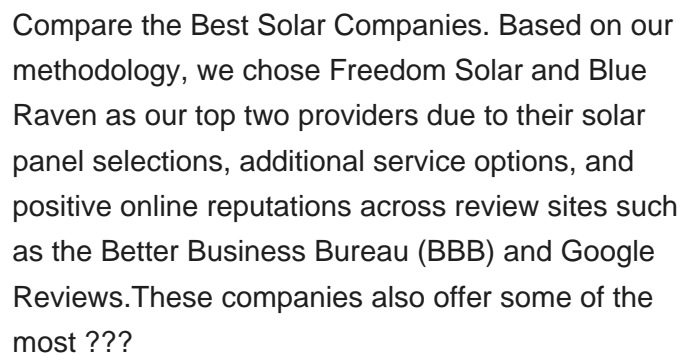 Compare the Best Solar Companies. Based on our
methodology, we chose Freedom Solar and Blue
Raven as our top two providers due to their solar
panel selections, additional service options, and
positive online reputations across review sites such
as the Better Business Bureau (BBB) and Google
Reviews.These companies also offer some of the
most ???